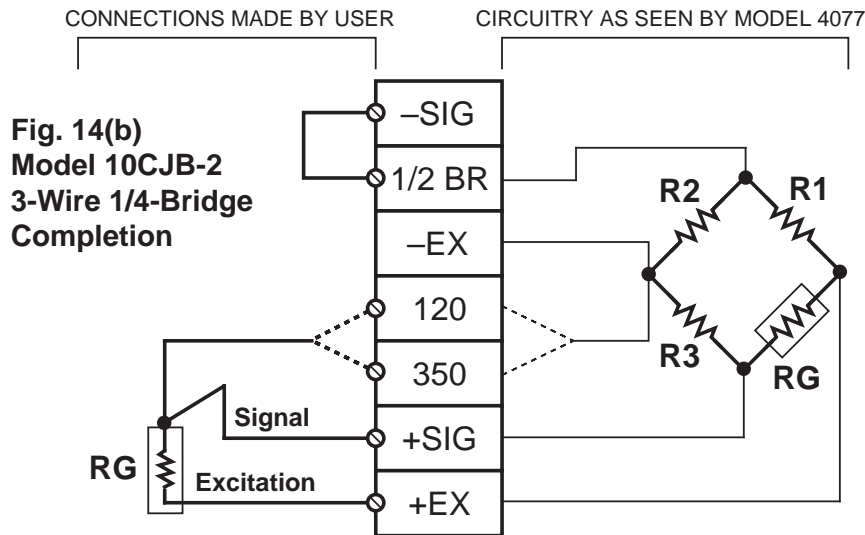 CONNECTIONS MADE BY USER
CIRCUITRY AS SEEN BY MODEL 4077
Fig. 14(b)
Model 10CJB-2
3-Wire 1/4-Bridge
Completion
–SIG
1/2 BR
–EX
120
350
+SIG
+EX
Signal
RG
Excitation
R2
R1
R3
RG